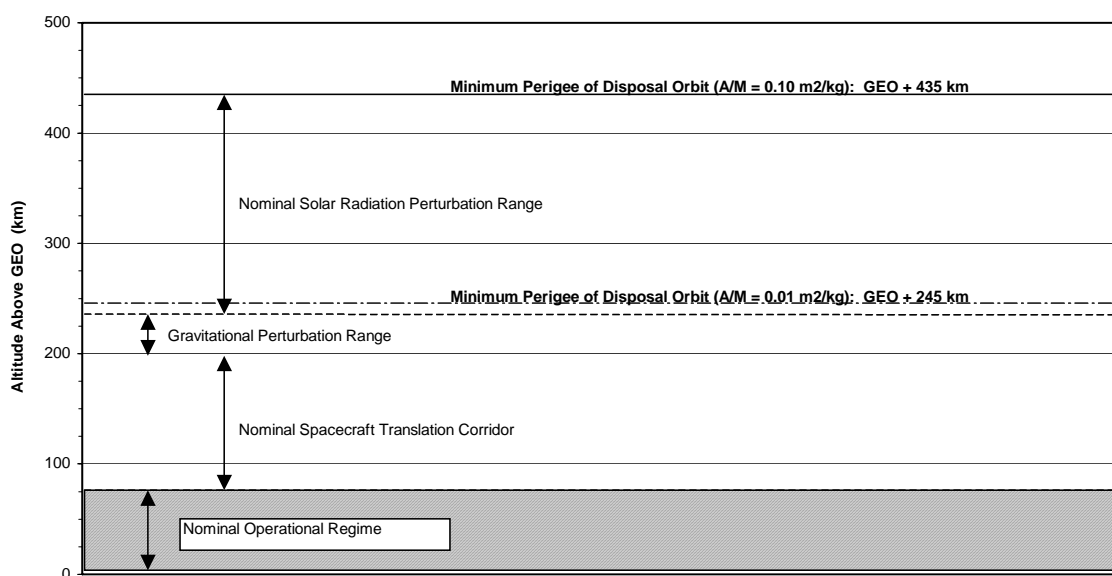 500
Minimum Perigee of Disposal Orbit (A/M = 0.10 m2/kg): GEO + 435 km
400
Nominal Solar Radiation Perturbation Range
300
Altitude Above GEO (km)
Minimum Perigee of Disposal Orbit (A/M = 0.01 m2/kg): GEO + 245 km
Gravitational Perturbation Range
200
Nominal Spacecraft Translation Corridor
100
Nominal Operational Regime
0